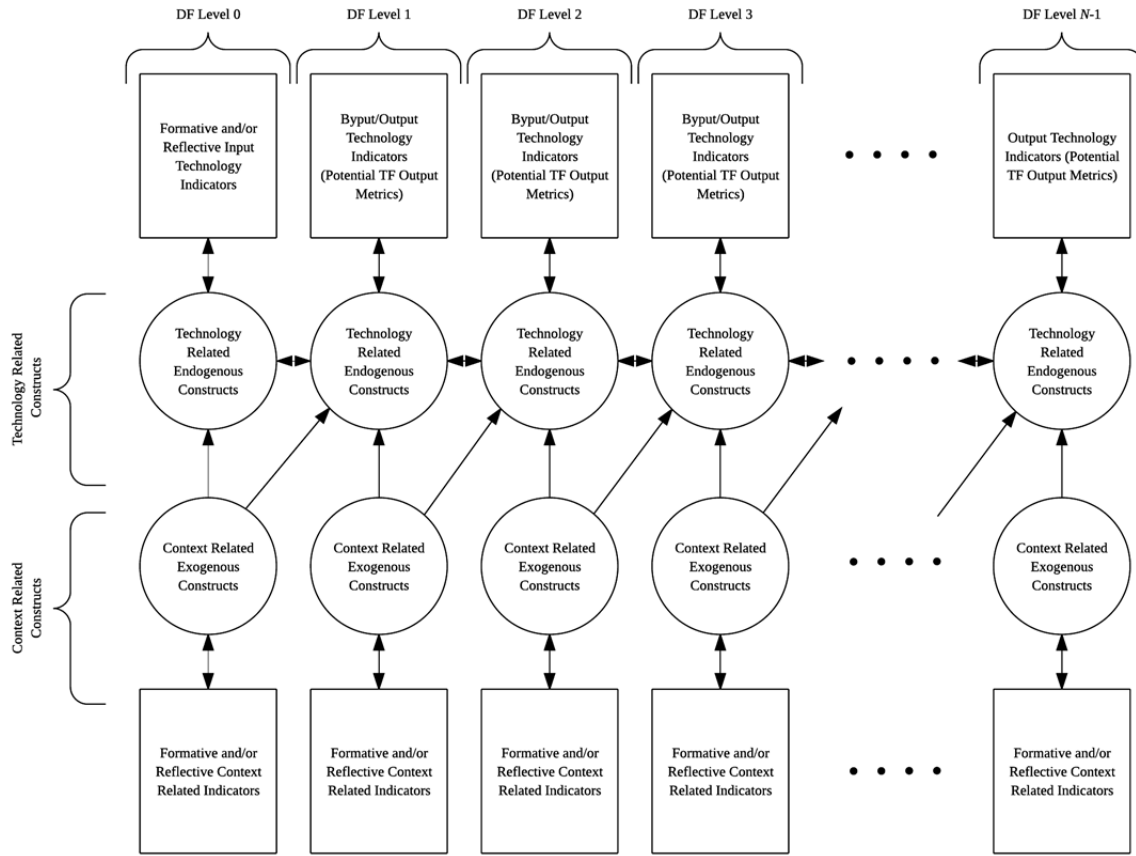 DF Level 0
DF Level 1
DF Level 2
DF Level 3
DF Level N-1
Formative and/or
Reflective Input
Technology
Indicators
Byput/Output
Technology
Indicators
(Potential TF Output
Metrics)
Byput/Output
Technology
Indicators
(Potential TF Output
Metrics)
Byput/Output
Technology
Indicators
(Potential TF Output
Metrics)
Output Technology
Indicators (Potential
TF Output Metrics)
Technology Related
Constructs
Technology
Related
Endogenous
Constructs
Technology
Related
Endogenous
Constructs
Technology
Related
Endogenous
Constructs
Technology
Related
Endogenous
Constructs
Technology
Related
Endogenous
Constructs
Context Related
Constructs
Context Related
Exogenous
Constructs
Context Related
Exogenous
Constructs
Context Related
Exogenous
Constructs
Context Related
Exogenous
Constructs
Context Related
Exogenous
Constructs
Formative and/or
Reflective Context
Related Indicators
Formative and/or
Reflective Context
Related Indicators
Formative and/or
Reflective Context
Related Indicators
Formative and/or
Reflective Context
Related Indicators
Formative and/or
Reflective Context
Related Indicators